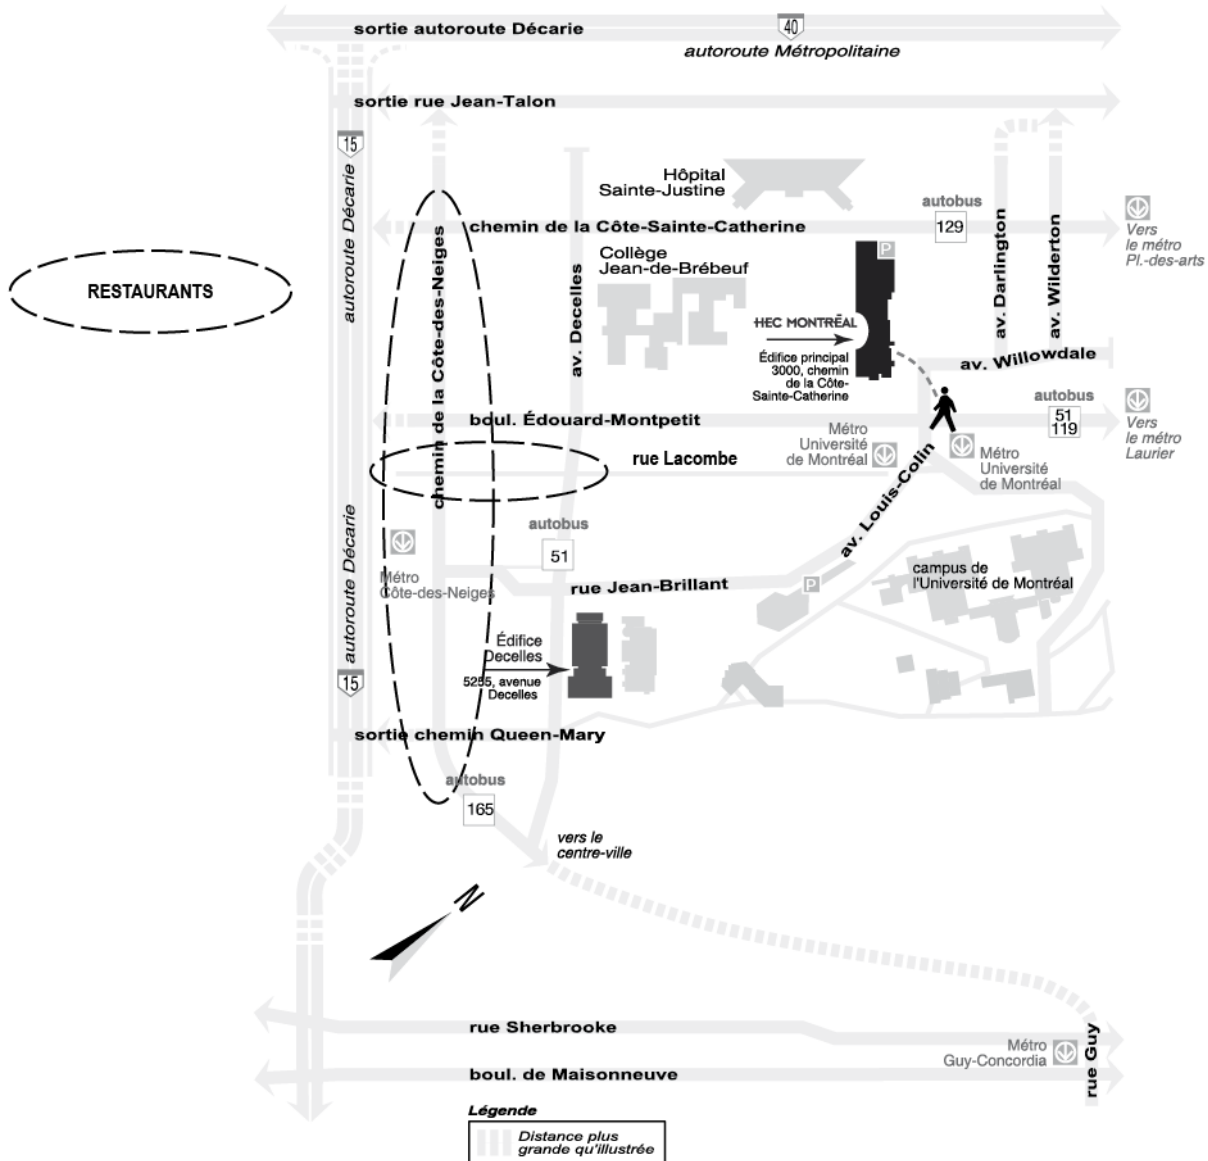 sortie autoroute Décarie
40
autoroute Métropolitaine
sortie rue Jean-Talon
15
autoroute Décarie
Hôpital
Sainte-Justine
autobus
129
chemin de la Côte-Sainte-Catherine
Vers
le métro
Pl.-des-arts
chemin de la Côte-des-Neiges
av. Decelles
Collège
Jean-de-Brébeuf
P
av. Darlington
av. Wilderton
RESTAURANTS
HEC MONTRÉAL
Édifice principal
3000, chemin
de la Côte-
Sainte-Catherine
av. Willowdale
autobus
51
119
Vers
le métro
Laurier
boul. Édouard-Montpetit
Métro
Université
de Montréal
Métro
Université
de Montréal
rue Lacombe
av. Louis-Colin
autoroute Décarie
autobus
51
Métro
Côte-des-Neiges
rue Jean-Brillant
P
campus de
l'Université de Montréal
Édifice
Decelles
5255, avenue
Decelles
15
sortie chemin Queen-Mary
autobus
165
vers le
centre-ville
N
rue Sherbrooke
Métro
Guy-Concordia
rue Guy
boul. de Maisonneuve
Légende
Distance plus
grande qu'illustrée